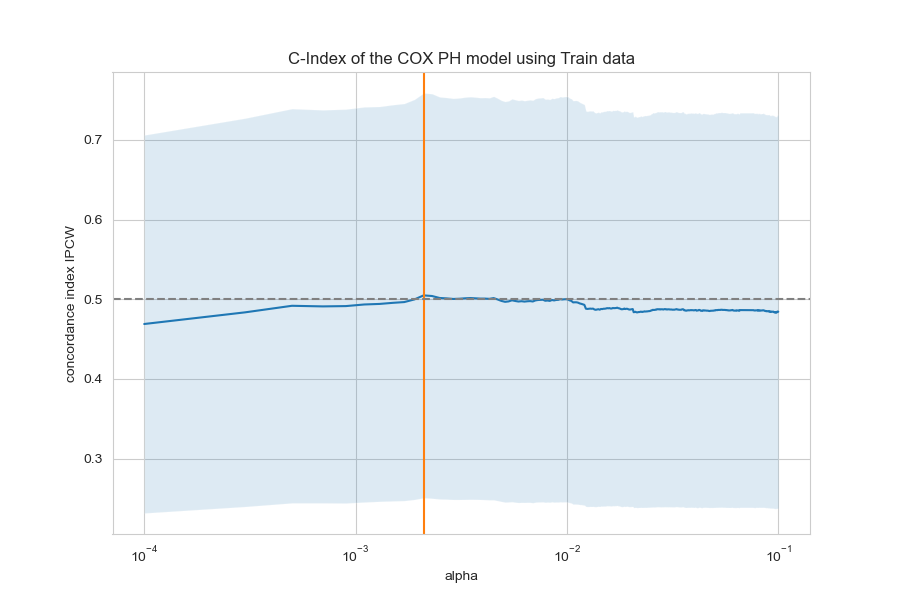 C-Index of the COX PH model using Train data
concordance index IPCW
0.7
0.6
0.5
0.4
0.3
10⁻⁴ 10⁻³ 10⁻² 10⁻¹
alpha